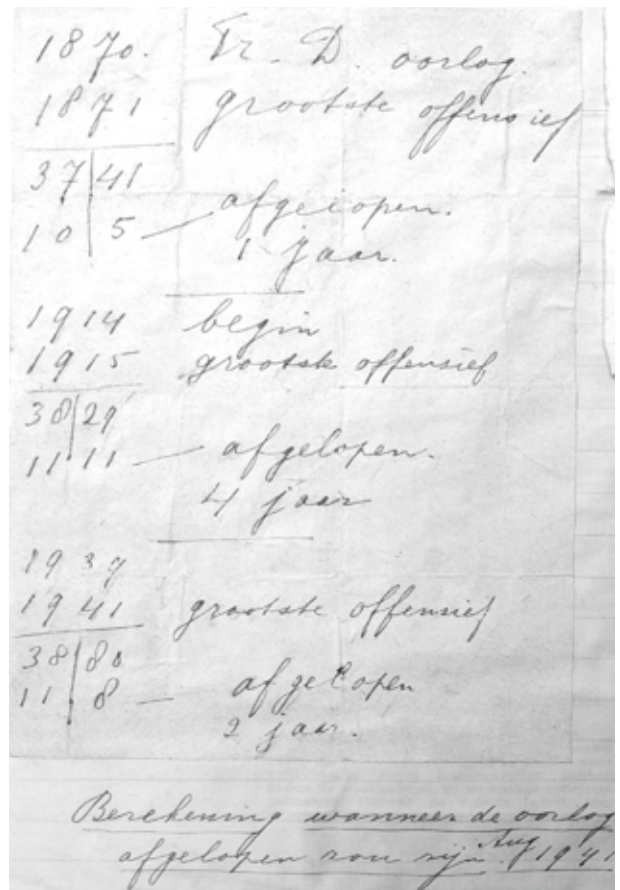 1870. Fr. D. oorlog.
1871 grootste offensief
37|41
10|5 — afgelopen.
1 jaar.
1914 begin
1915 grootste offensief
38|29
11|11 — afgelopen.
4 jaar
1937
1941 grootste offensief
38|80
11|8 — afgelopen
2 jaar.
Berekening wanneer de oorlog
afgelopen zou zijn. Aug 1941